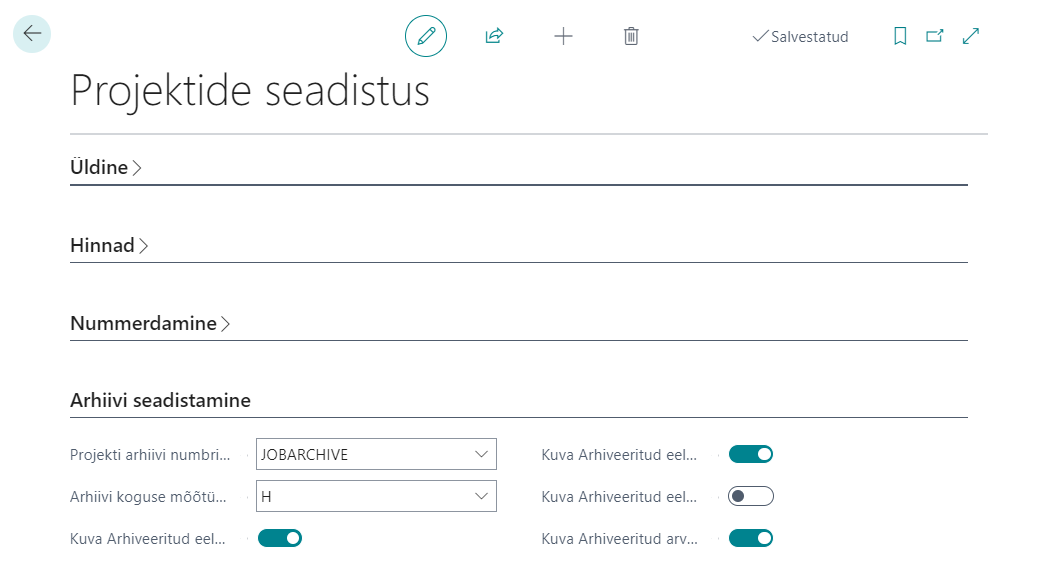 Salvestatud
Projektide seadistus
Üldine
Hinnad
Nummerdamine
Arhiivi seadistamine
Projekti arhiivi numbri... JOBARCHIVE
Arhiivi koguse mõõtü... H
Kuva Arhiveeritud eel...
Kuva Arhiveeritud eel...
Kuva Arhiveeritud eel...
Kuva Arhiveeritud arv...